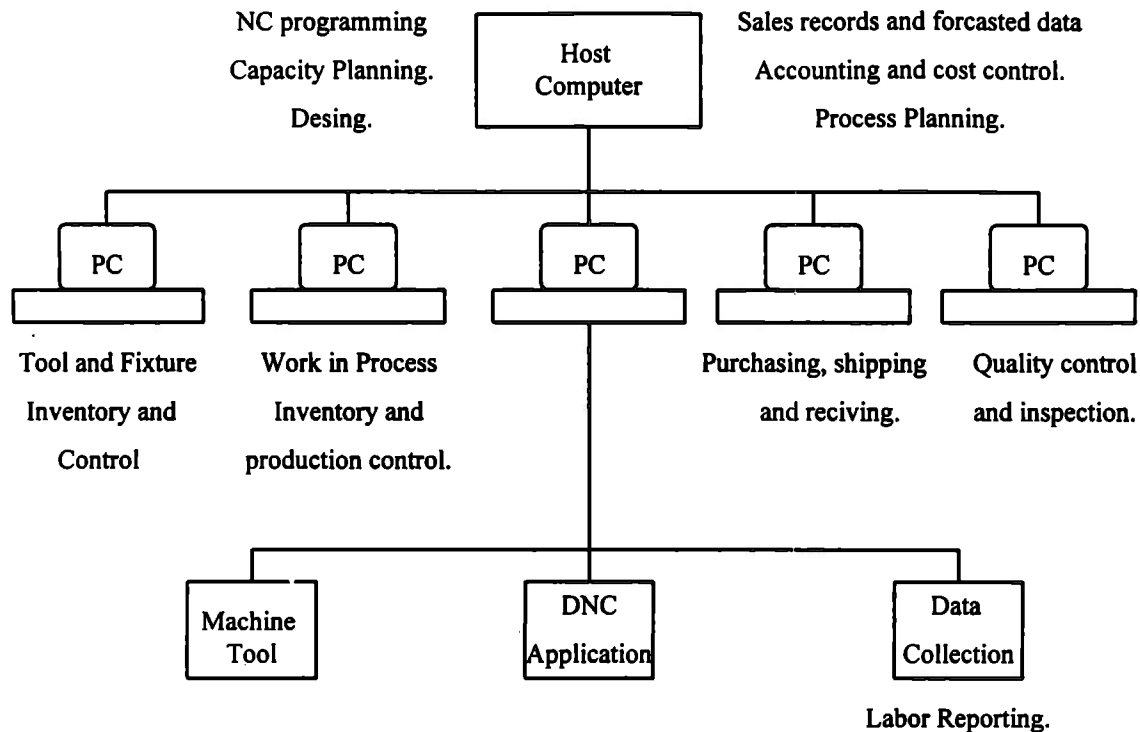 NC programming
Capacity Planning.
Desing.
Host
Computer
Sales records and forcasted data
Accounting and cost control.
Process Planning.
PC
PC
PC
PC
PC
Tool and Fixture
Inventory and
Control
Work in Process
Inventory and
production control.
Purchasing, shipping
and reciving.
Quality control
and inspection.
Machine
Tool
DNC
Application
Data
Collection
Labor Reporting.